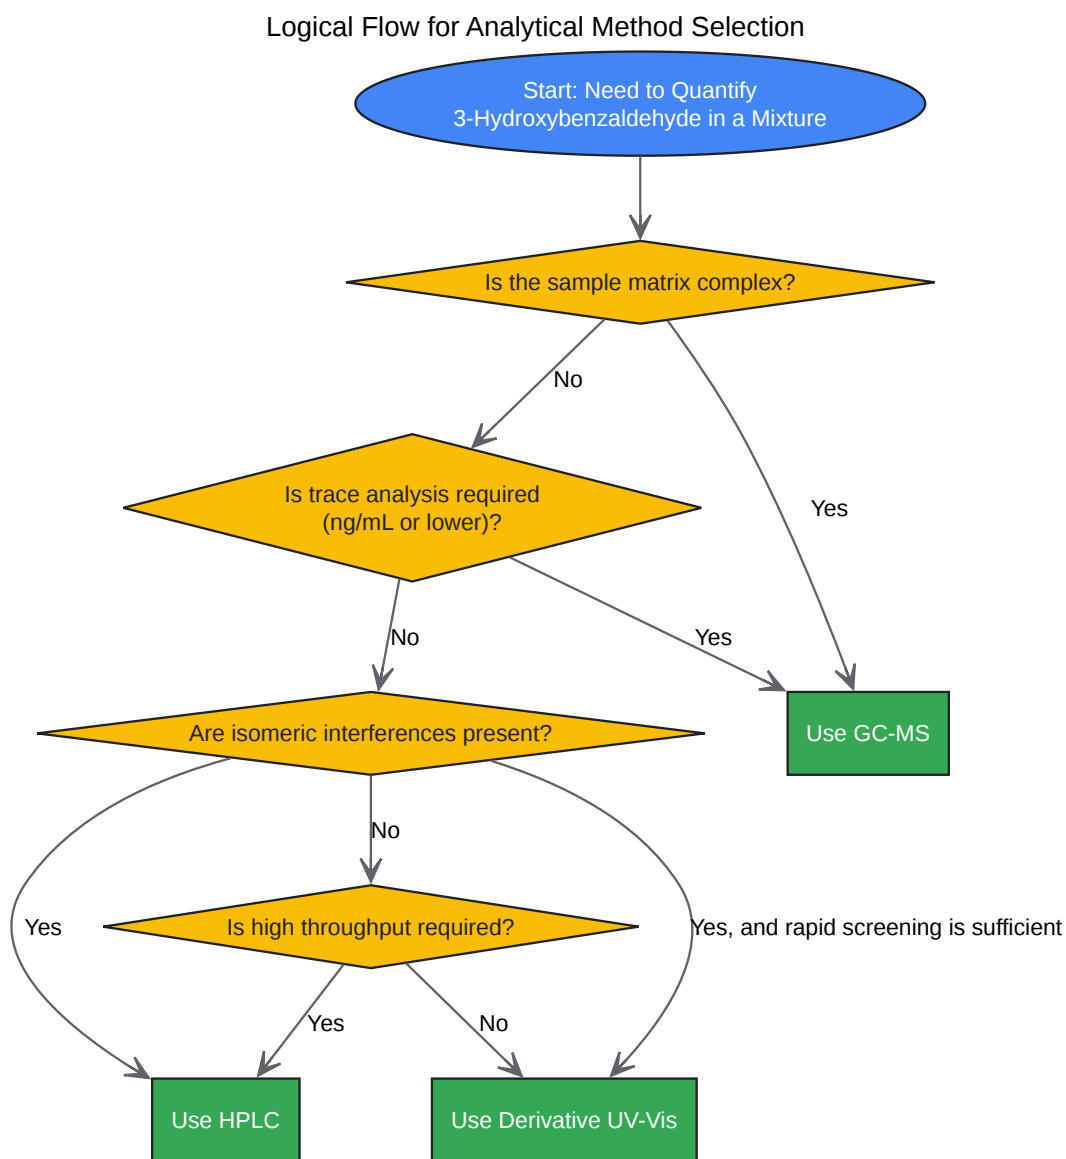 Logical Flow for Analytical Method Selection
Start: Need to Quantify
3-Hydroxybenzaldehyde in a Mixture
Is the sample matrix complex?
No
Is trace analysis required
(ng/mL or lower)?
Yes
No
Yes
Are isomeric interferences present?
Use GC-MS
No
Yes
Is high throughput required?
Yes, and rapid screening is sufficient
Yes
No
Use HPLC
Use Derivative UV-Vis